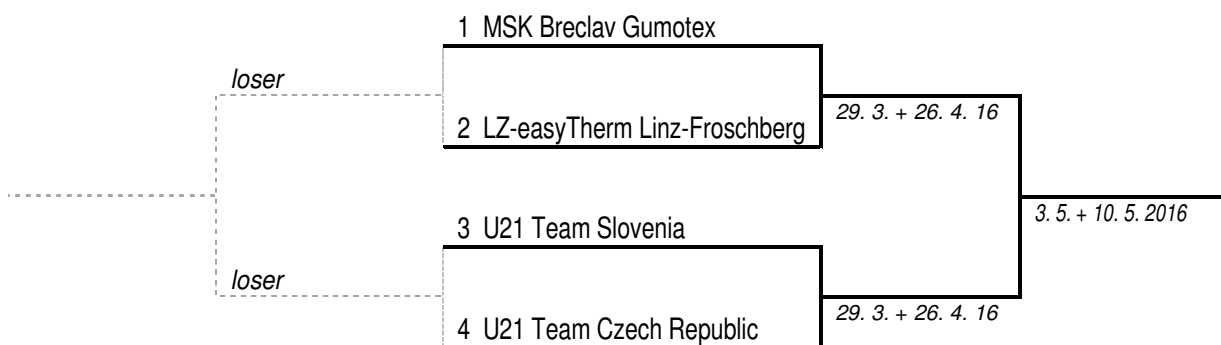 1 MSK Breclav Gumotex
loser
29. 3. + 26. 4. 16
2 LZ-easyTherm Linz-Froschberg
3 U21 Team Slovenia
3. 5. + 10. 5. 2016
loser
29. 3. + 26. 4. 16
4 U21 Team Czech Republic